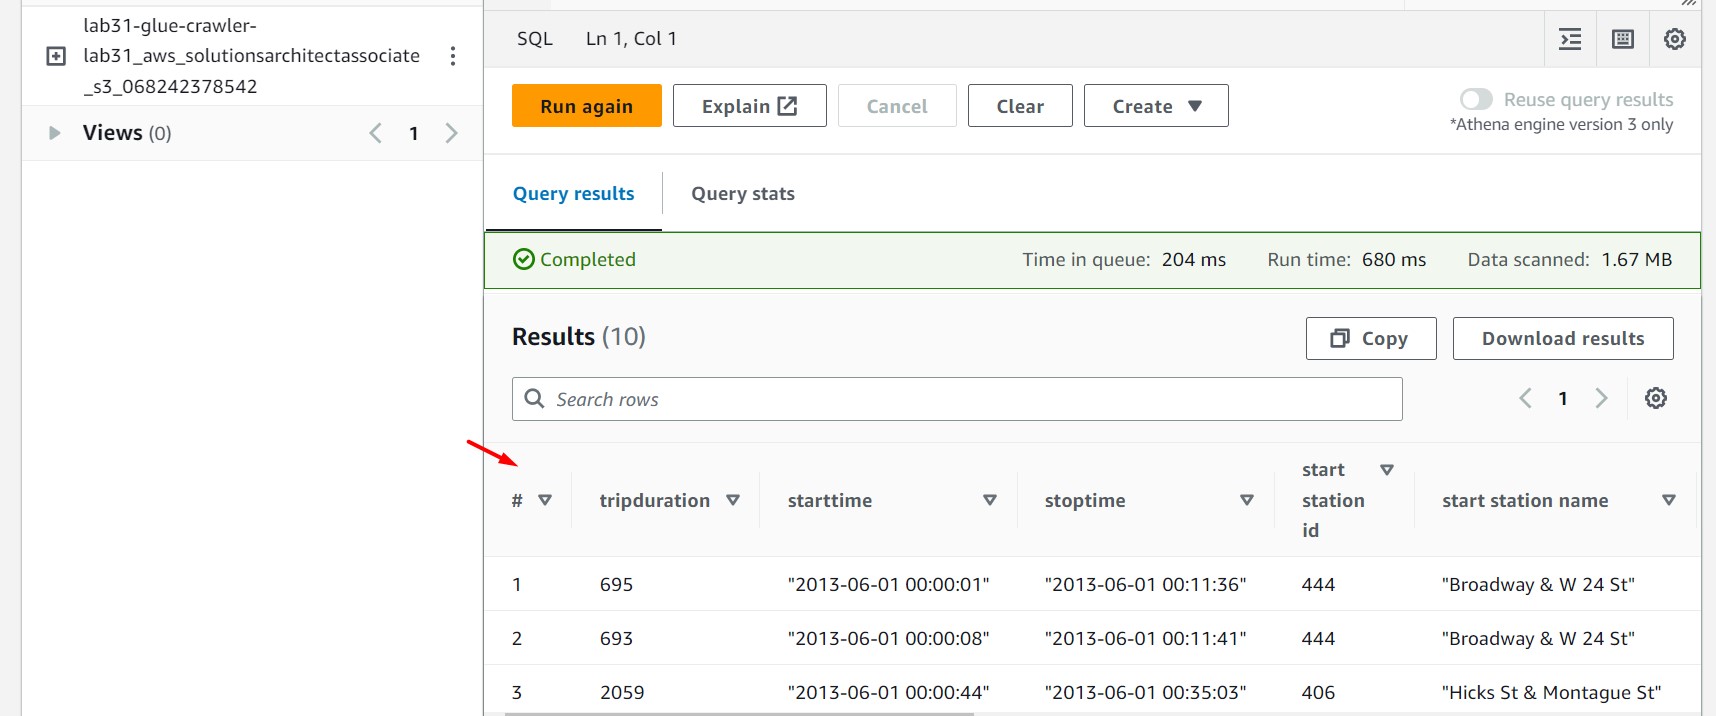 lab31-glue-crawler-
lab31_aws_solutionsarchitectassociate
_s3_068242378542
Views (0)
1
SQL Ln 1, Col 1
Run again
Explain
Cancel
Clear
Create
Reuse query results
*Athena engine version 3 only
Query results
Query stats
Completed
Time in queue: 204 ms
Run time: 680 ms
Data scanned: 1.67 MB
Results (10)
Copy
Download results
Search rows
1
# tripduration starttime stoptime start station id start station name
1 695 "2013-06-01 00:00:01" "2013-06-01 00:11:36" 444 "Broadway & W 24 St"
2 693 "2013-06-01 00:00:08" "2013-06-01 00:11:41" 444 "Broadway & W 24 St"
3 2059 "2013-06-01 00:00:44" "2013-06-01 00:35:03" 406 "Hicks St & Montague St"